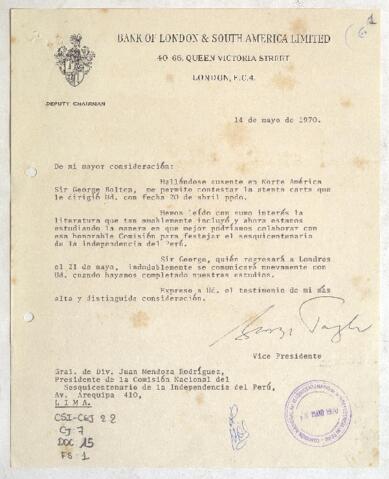 BANK OF LONDON & SOUTH AMERICA LIMITED
40-66, QUEEN VICTORIA STREET
LONDON, E.C.4.
DEPUTY CHAIRMAN
14 de mayo de 1970.
De mi mayor consideración:
Hallándose ausente en Norte América
Sir George Bolton, me permito contestar la atenta carta que
le dirigió Ud. con fecha 20 de abril ppdo.
Hemos leído con sumo interés la
literatura que tan amablemente incluyó y ahora estamos
estudiando la manera en que mejor podríamos colaborar con
esa honorable Comisión para festejar el sesquicentenario
de la independencia del Perú.
Sir George, quién regresará a Londres
el 21 de mayo, indudablemente se comunicará nuevamente con
Ud. cuando hayamos completado nuestros estudios.
Expreso a Ud. el testimonio de mi más
alta y distinguida consideración.
Vice Presidente
Gral. de Div. Juan Mendoza Rodríguez,
Presidente de la Comisión Nacional del
Sesquicentenario de la Independencia del Perú,
Av. Arequipa 410,
L I M A.
CSI-C&J 22
CJ 7
DOC 15
FS 1